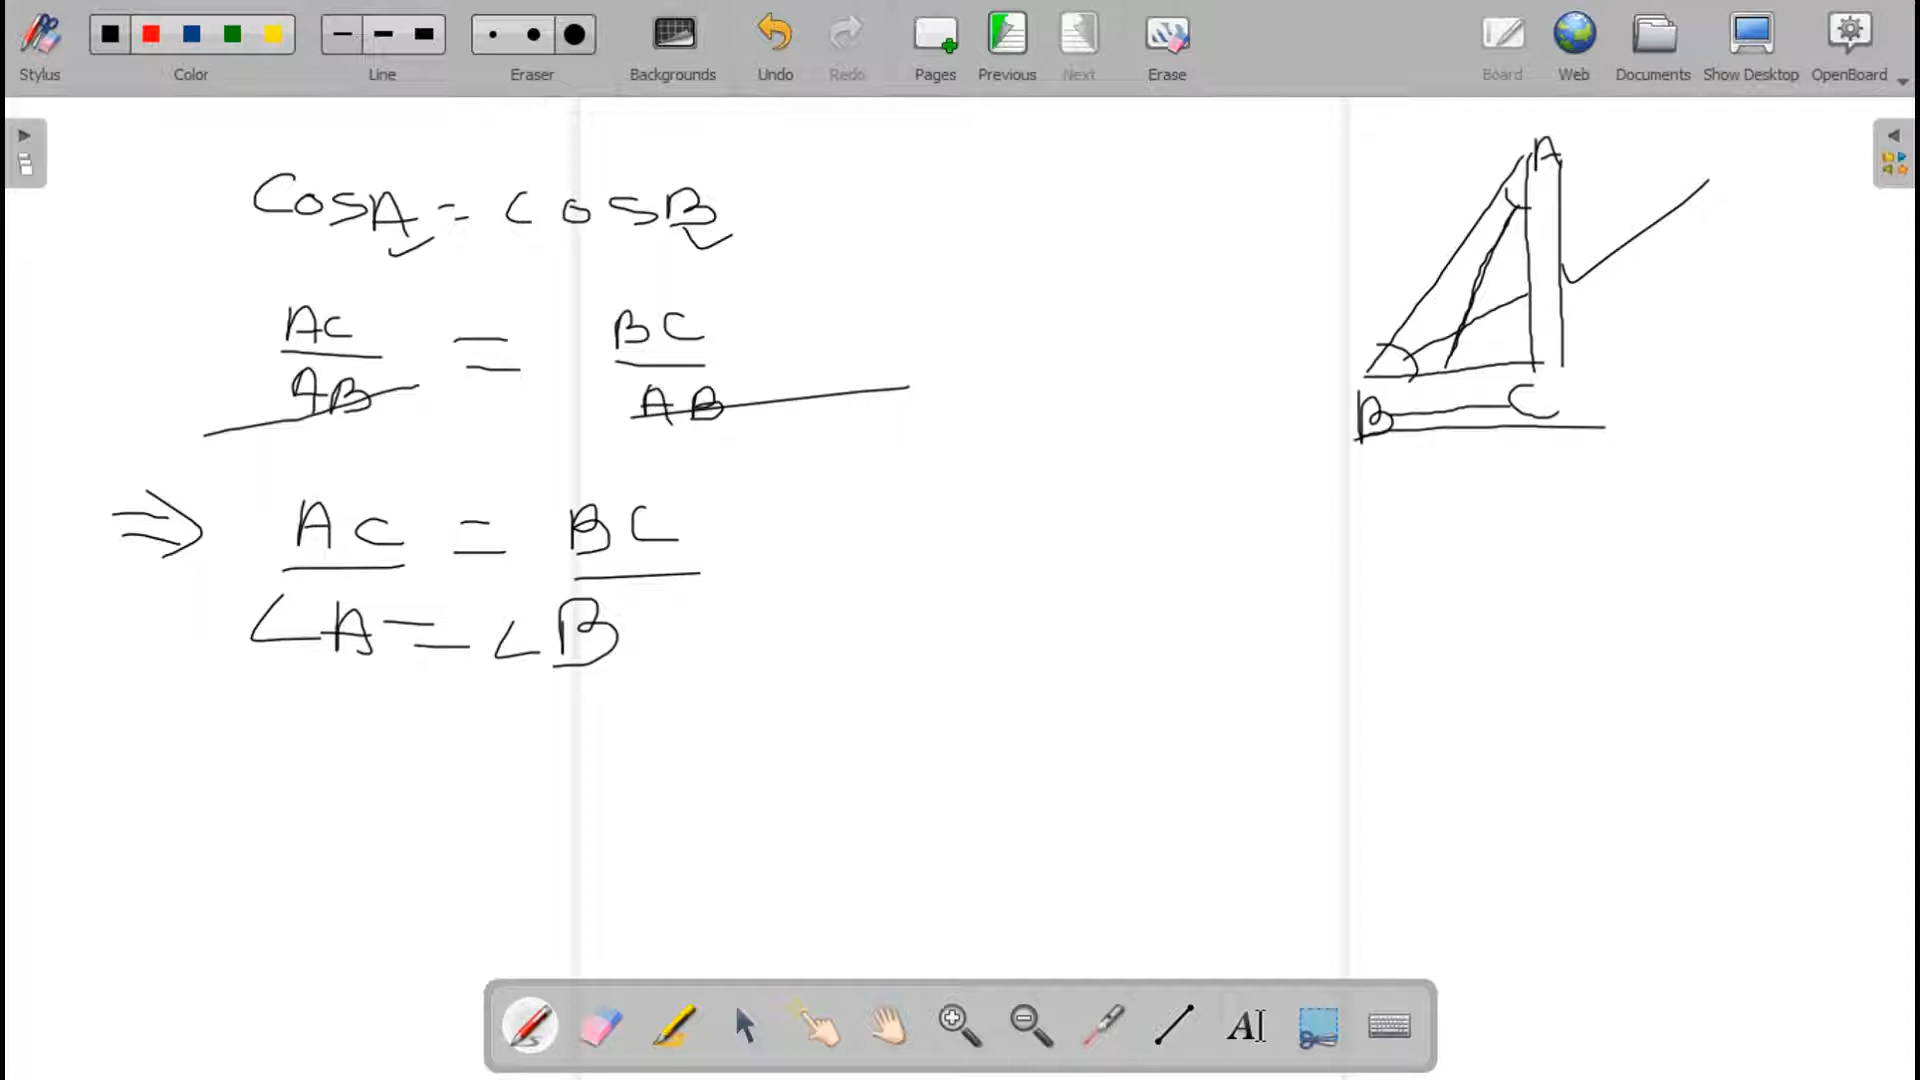 Stylus Color Line Eraser Backgrounds Undo Redo Pages Previous Next Erase Board Web Documents Show Desktop OpenBoard
CosA = cosB
AC = BC
AB AB
⇒ AC = BC
∠A = ∠B
A
B C